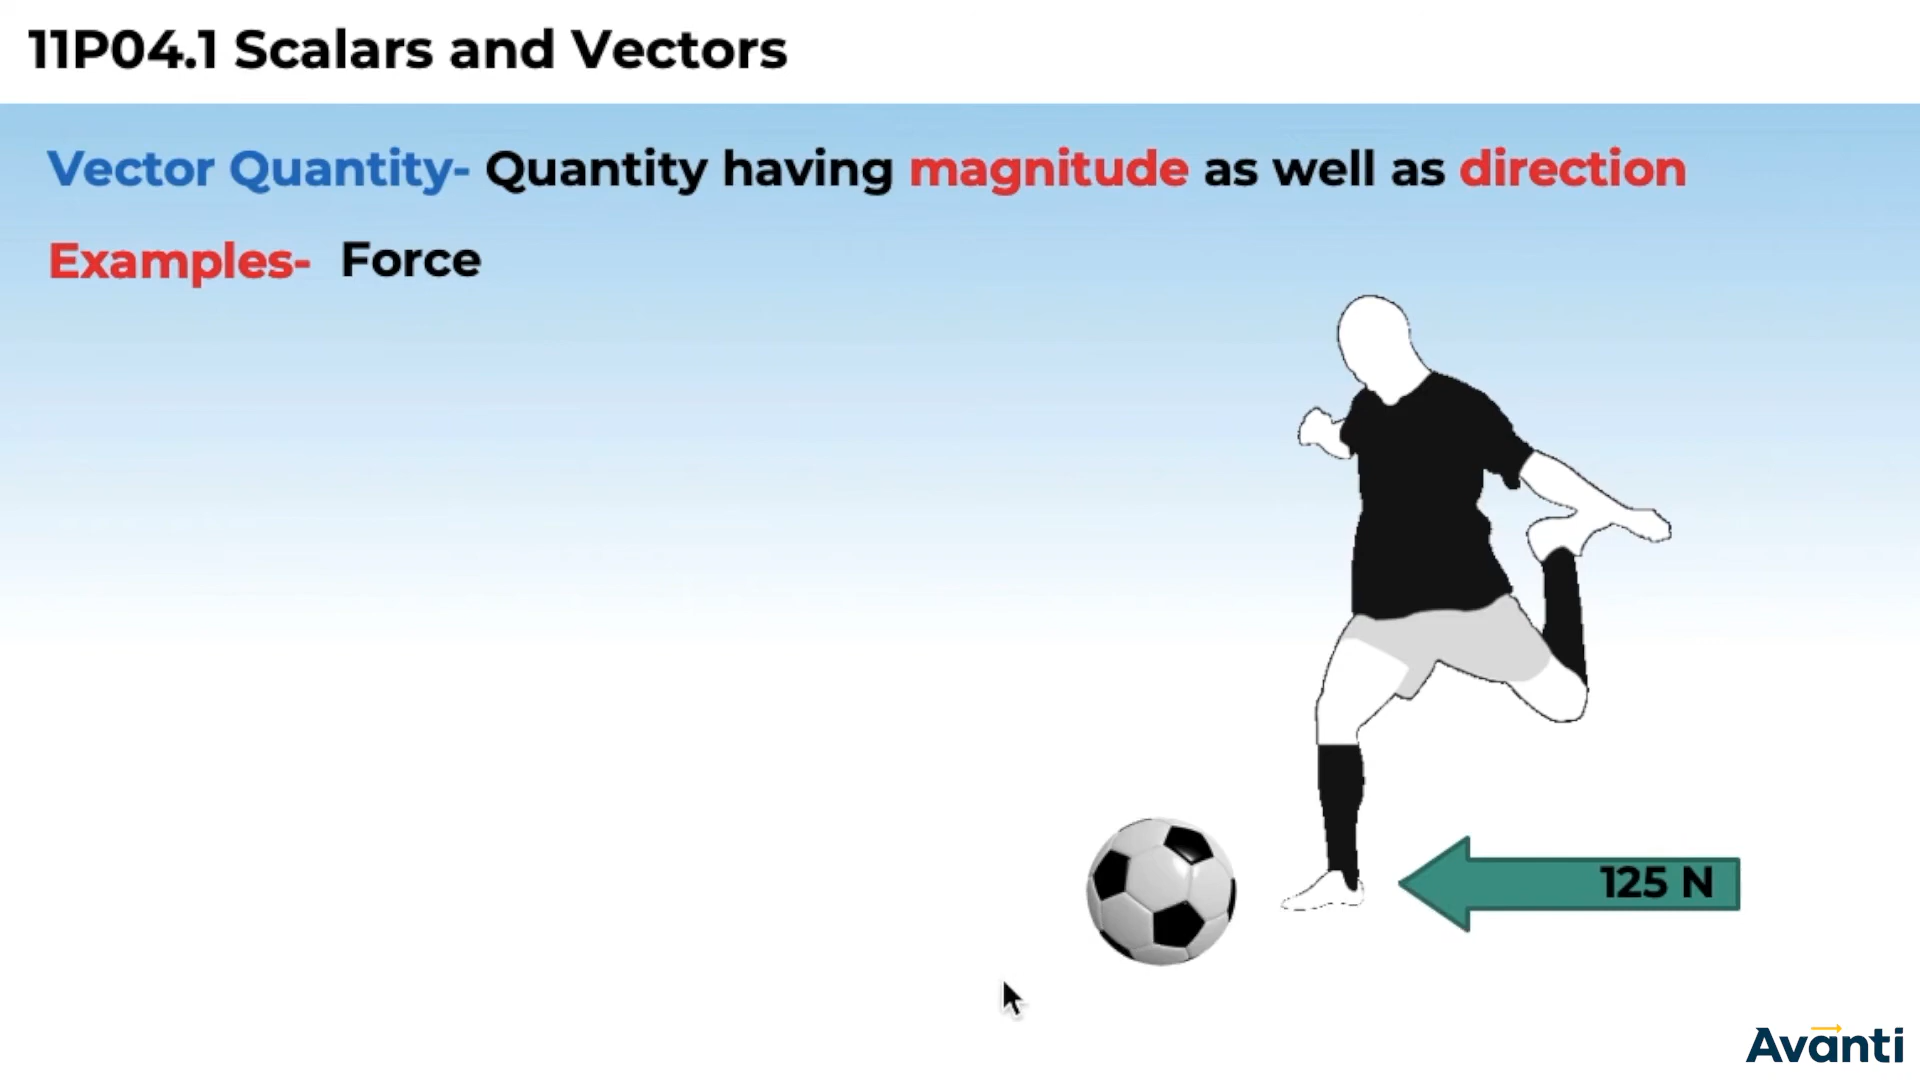 11P04.1 Scalars and Vectors
Vector Quantity- Quantity having magnitude as well as direction
Examples- Force
125 N
Avanti